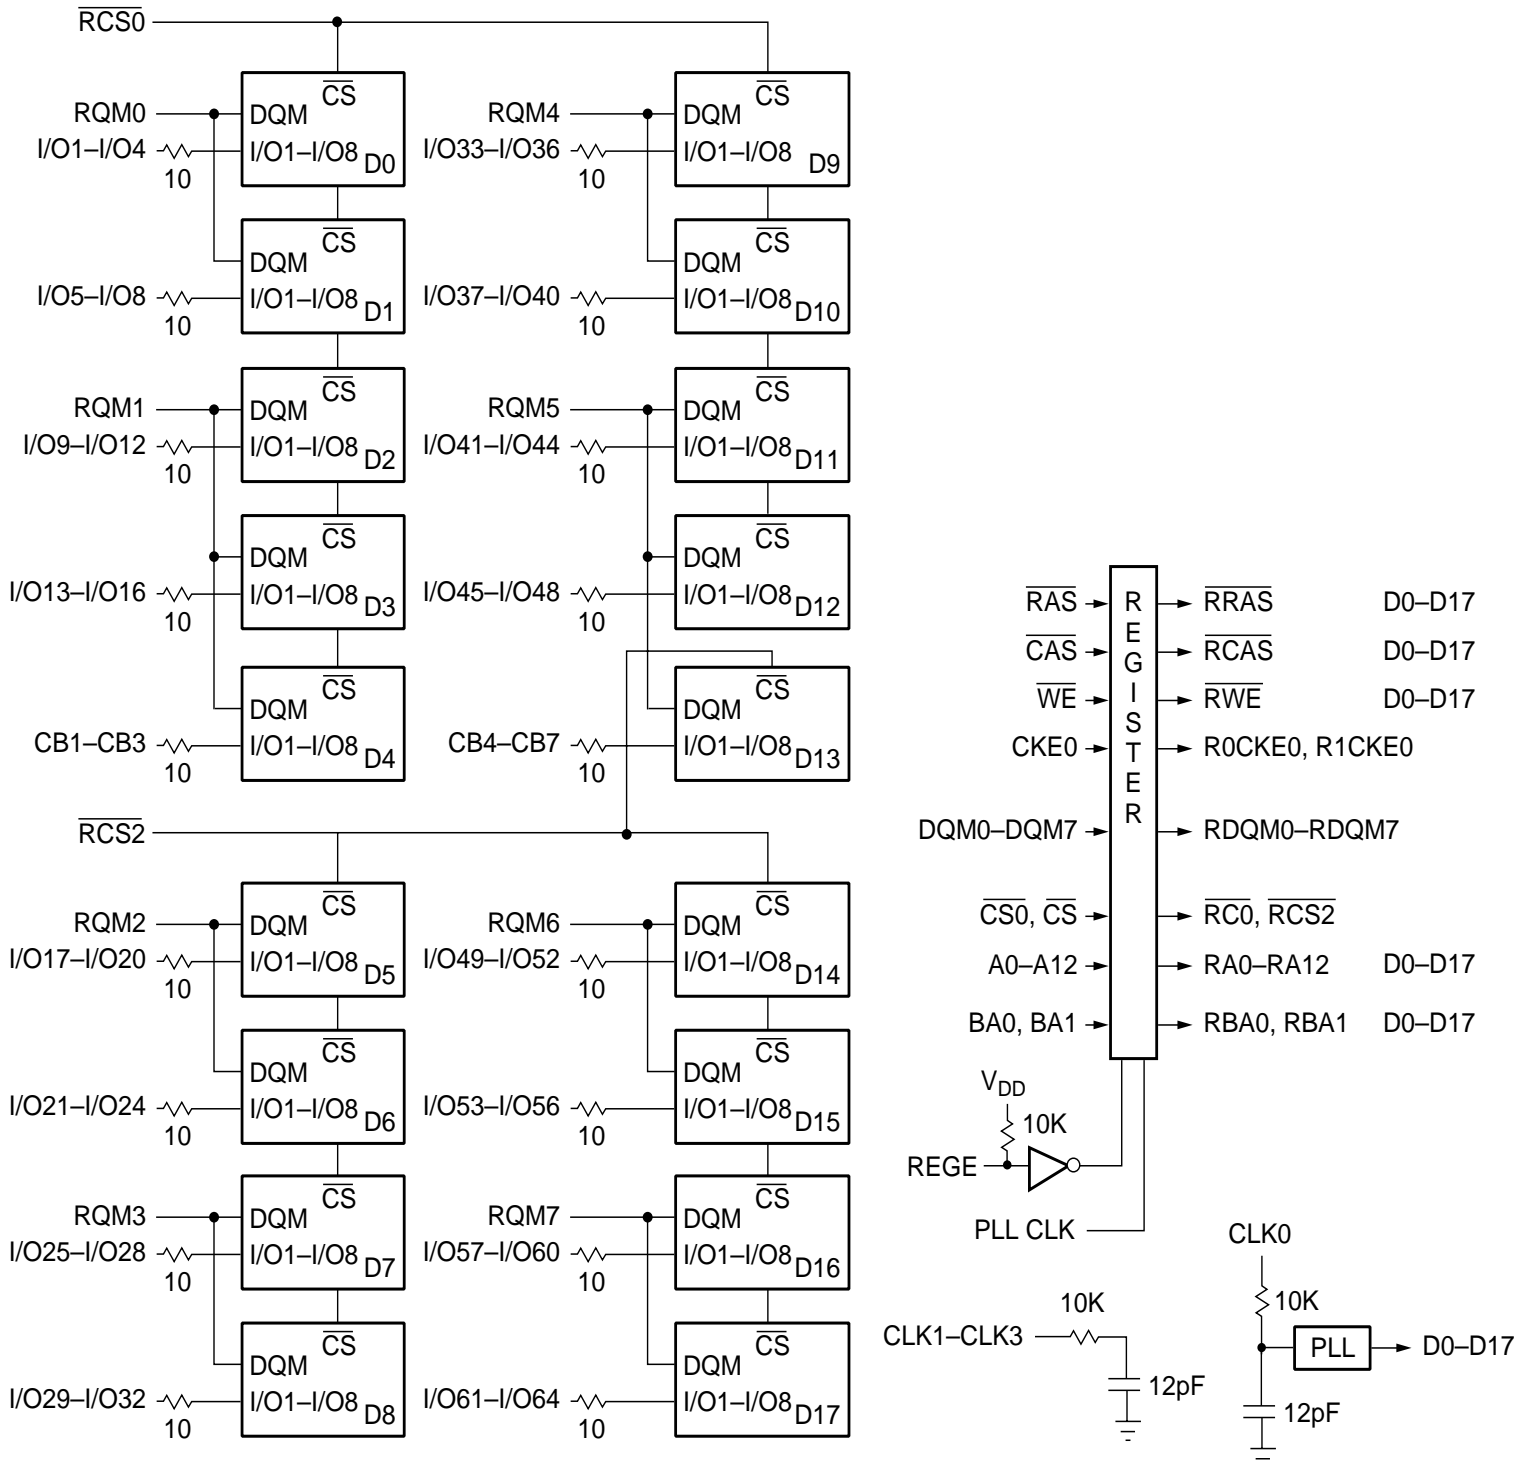 RCS0
CS
CS
RQM0
DQM
RQM4
DQM
I/O1–I/O4
I/O1–I/O8
D0
I/O33–I/O36
I/O1–I/O8
D9
10
10
CS
CS
DQM
DQM
I/O5–I/O8
I/O1–I/O8
D1
I/O37–I/O40
I/O1–I/O8
D10
10
10
CS
CS
RQM1
DQM
RQM5
DQM
I/O9–I/O12
I/O1–I/O8
D2
I/O41–I/O44
I/O1–I/O8
D11
10
10
CS
CS
DQM
DQM
I/O13–I/O16
I/O1–I/O8
D3
I/O45–I/O48
I/O1–I/O8
D12
10
10
CS
CS
DQM
DQM
CB1–CB3
I/O1–I/O8
D4
CB4–CB7
I/O1–I/O8
D13
10
10
RCS2
CS
CS
RQM2
DQM
RQM6
DQM
I/O17–I/O20
I/O1–I/O8
D5
I/O49–I/O52
I/O1–I/O8
D14
10
10
CS
CS
DQM
DQM
I/O21–I/O24
I/O1–I/O8
D6
I/O53–I/O56
I/O1–I/O8
D15
10
10
CS
CS
RQM3
DQM
RQM7
DQM
I/O25–I/O28
I/O1–I/O8
D7
I/O57–I/O60
I/O1–I/O8
D16
10
10
CS
CS
DQM
DQM
I/O29–I/O32
I/O1–I/O8
D8
I/O61–I/O64
I/O1–I/O8
D17
10
10
REGISTER
RAS
RRAS
D0–D17
CAS
RCAS
D0–D17
WE
RWE
D0–D17
CKE0
R0CKE0, R1CKE0
DQM0–DQM7
RDQM0–RDQM7
CS0, CS
RC0, RCS2
A0–A12
RA0–RA12
D0–D17
BA0, BA1
RBA0, RBA1
D0–D17
VDD
10K
REGE
PLL CLK
CLK0
10K
10K
CLK1–CLK3
PLL
D0–D17
12pF
12pF